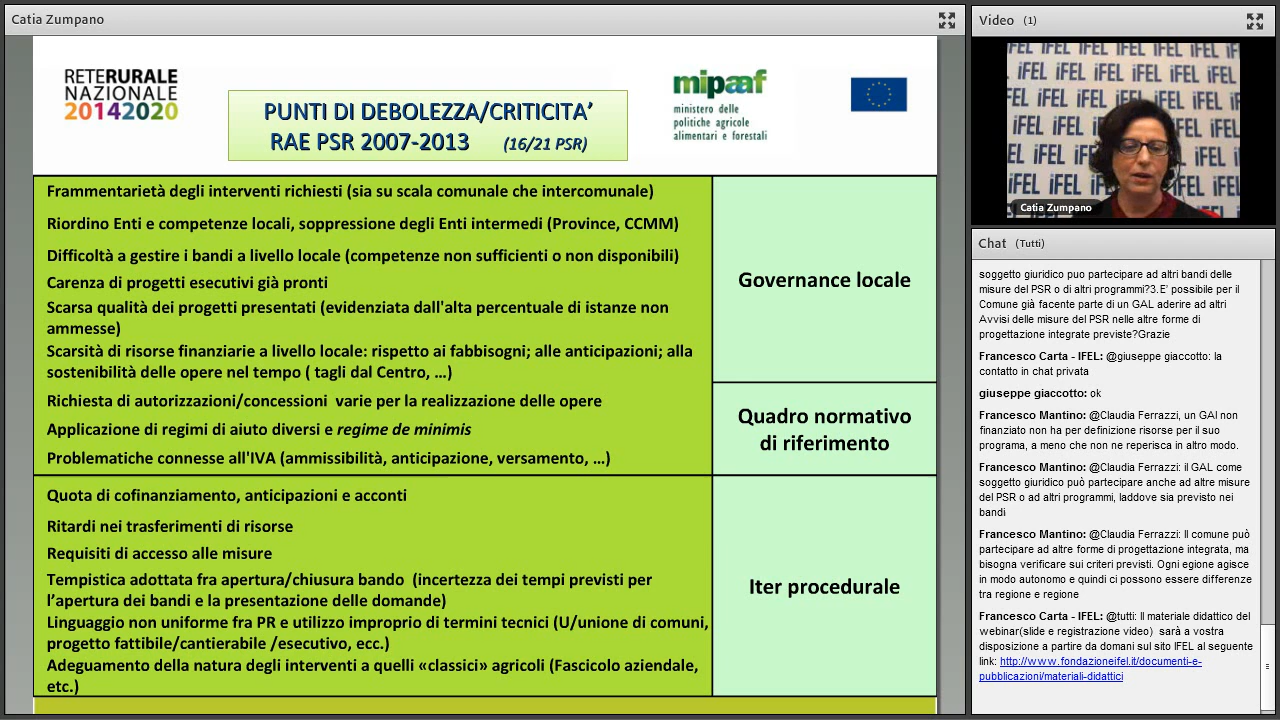 Catia Zumpano
RETERURALE
NAZIONALE
20142020
PUNTI DI DEBOLEZZA/CRITICITA'
RAE PSR 2007-2013 (16/21 PSR)
mipaaf
ministero delle
politiche agricole
alimentari e forestali
Frammentarietà degli interventi richiesti (sia su scala comunale che intercomunale)
Riordino Enti e competenze locali, soppressione degli Enti intermedi (Province, CCMM)
Difficoltà a gestire i bandi a livello locale (competenze non sufficienti o non disponibili)
Carenza di progetti esecutivi già pronti
Scarsa qualità dei progetti presentati (evidenziata dall'alta percentuale di istanze non
ammesse)
Scarsità di risorse finanziarie a livello locale: rispetto ai fabbisogni; alle anticipazioni; alla
sostenibilità delle opere nel tempo ( tagli dal Centro, …)
Governance locale
Richiesta di autorizzazioni/concessioni varie per la realizzazione delle opere
Applicazione di regimi di aiuto diversi e regime de minimis
Problematiche connesse all'IVA (ammissibilità, anticipazione, versamento, …)
Quadro normativo
di riferimento
Quota di cofinanziamento, anticipazioni e acconti
Ritardi nei trasferimenti di risorse
Requisiti di accesso alle misure
Tempistica adottata fra apertura/chiusura bando (incertezza dei tempi previsti per
l'apertura dei bandi e la presentazione delle domande)
Linguaggio non uniforme fra PR e utilizzo improprio di termini tecnici (U/unione di comuni,
progetto fattibile/cantierabile /esecutivo, ecc.)
Adeguamento della natura degli interventi a quelli «classici» agricoli (Fascicolo aziendale,
etc.)
Iter procedurale
Video (1)
iFEL iFEL iFEL iFEL
Catia Zumpano
Chat (Tutti)
soggetto giuridico puo partecipare ad altri bandi delle
misure del PSR o di altri programmi?3.E' possibile per il
Comune già facente parte di un GAL aderire ad altri
Avvisi delle misure del PSR nelle altre forme di
progettazione integrate previste?Grazie
Francesco Carta - IFEL: @giuseppe giaccotto: la
contatto in chat privata
giuseppe giaccotto: ok
Francesco Mantino: @Claudia Ferrazzi, un GAl non
finanziato non ha per definizione risorse per il suo
programa, a meno che non ne reperisca in altro modo.
Francesco Mantino: @Claudia Ferrazzi: il GAL come
soggetto giuridico può partecipare anche ad altre misure
del PSR o ad altri programmi, laddove sia previsto nei
bandi
Francesco Mantino: @Claudia Ferrazzi: Il comune può
partecipare ad altre forme di progettazione integrata, ma
bisogna verificare sui criteri previsti. Ogni egione agisce
in modo autonomo e quindi ci possono essere differenze
tra regione e regione
Francesco Carta - IFEL: @tutti: Il materiale didattico del
webinar(slide e registrazione video) sarà a vostra
disposizione a partire da domani sul sito IFEL al seguente
link: http://www.fondazioneifel.it/documenti-e-
pubblicazioni/materiali-didattici